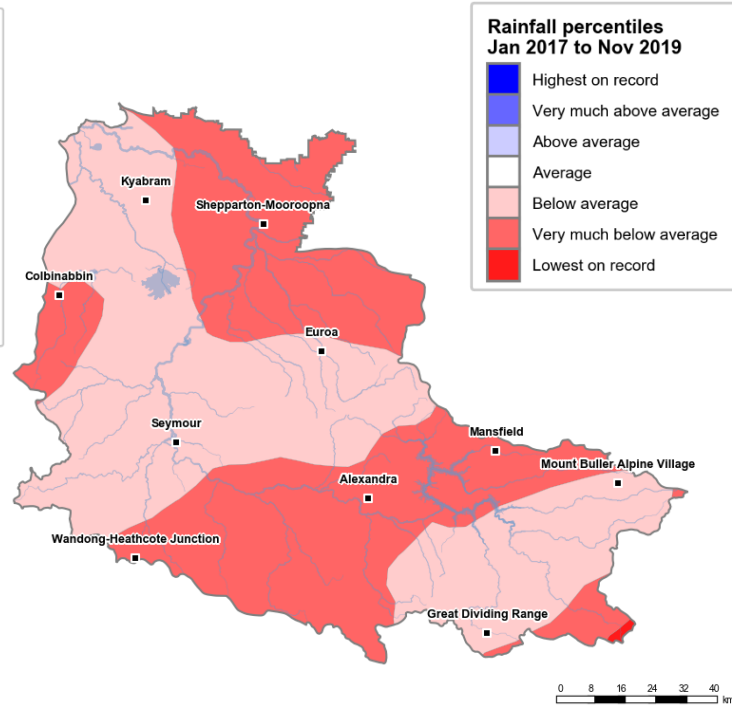 Rainfall percentiles
Jan 2017 to Nov 2019
Highest on record
Very much above average
Above average
Average
Below average
Very much below average
Lowest on record
Kyabram
Shepparton-Mooroopna
Colbinabbin
Euroa
Seymour
Mansfield
Mount Buller Alpine Village
Alexandra
Wandong-Heathcote Junction
Great Dividing Range
0 8 16 24 32 40
km